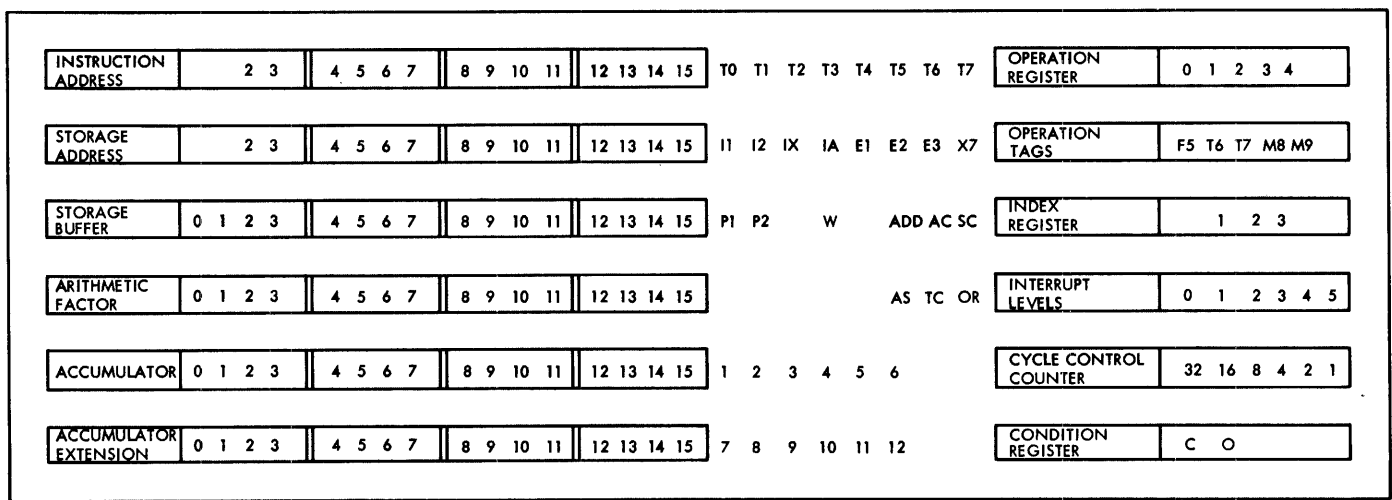 INSTRUCTION ADDRESS 2 3 4 5 6 7 8 9 10 11 12 13 14 15 T0 T1 T2 T3 T4 T5 T6 T7 OPERATION REGISTER 0 1 2 3 4
STORAGE ADDRESS 2 3 4 5 6 7 8 9 10 11 12 13 14 15 I1 I2 IX IA E1 E2 E3 X7 OPERATION TAGS F5 T6 T7 M8 M9
STORAGE BUFFER 0 1 2 3 4 5 6 7 8 9 10 11 12 13 14 15 P1 P2 W ADD AC SC INDEX REGISTER 1 2 3
ARITHMETIC FACTOR 0 1 2 3 4 5 6 7 8 9 10 11 12 13 14 15 AS TC OR INTERRUPT LEVELS 0 1 2 3 4 5
ACCUMULATOR 0 1 2 3 4 5 6 7 8 9 10 11 12 13 14 15 1 2 3 4 5 6 CYCLE CONTROL COUNTER 32 16 8 4 2 1
ACCUMULATOR EXTENSION 0 1 2 3 4 5 6 7 8 9 10 11 12 13 14 15 7 8 9 10 11 12 CONDITION REGISTER C O